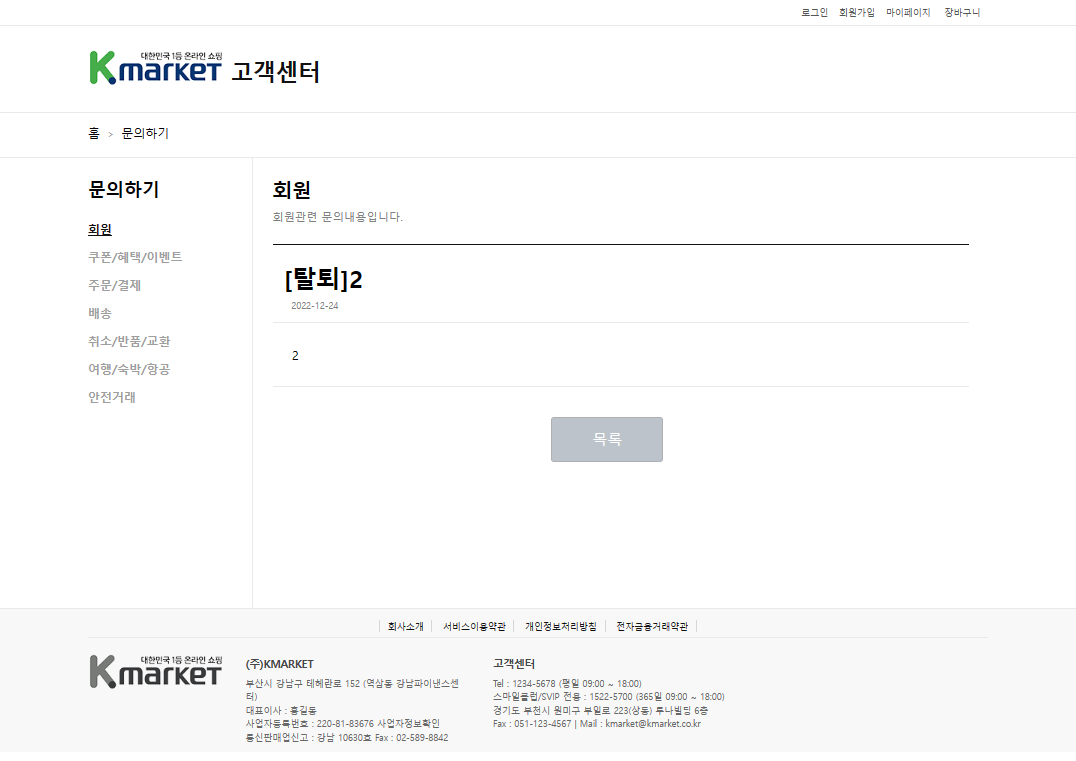 로그인 회원가입 마이페이지 장바구니
대한민국 1등 온라인 쇼핑
Kmarket 고객센터
홈 > 문의하기
문의하기
회원
쿠폰/혜택/이벤트
주문/결제
배송
취소/반품/교환
여행/숙박/항공
안전거래
회원
회원관련 문의내용입니다.
[탈퇴]2
2022-12-24
2
목록
회사소개 서비스이용약관 개인정보처리방침 전자금융거래약관
대한민국 1등 온라인 쇼핑
Kmarket
(주)KMARKET
부산시 강남구 테헤란로 152 (역삼동 강남파이낸스센
터)
대표이사 : 홍길동
사업자등록번호 : 220-81-83676 사업자정보확인
통신판매업신고 : 강남 10630호 Fax : 02-589-8842
고객센터
Tel : 1234-5678 (평일 09:00 ~ 18:00)
스마일클럽/SVIP 전용 : 1522-5700 (365일 09:00 ~ 18:00)
경기도 부천시 원미구 부일로 223(상동) 투나빌딩 6층
Fax : 051-123-4567 | Mail : kmarket@kmarket.co.kr